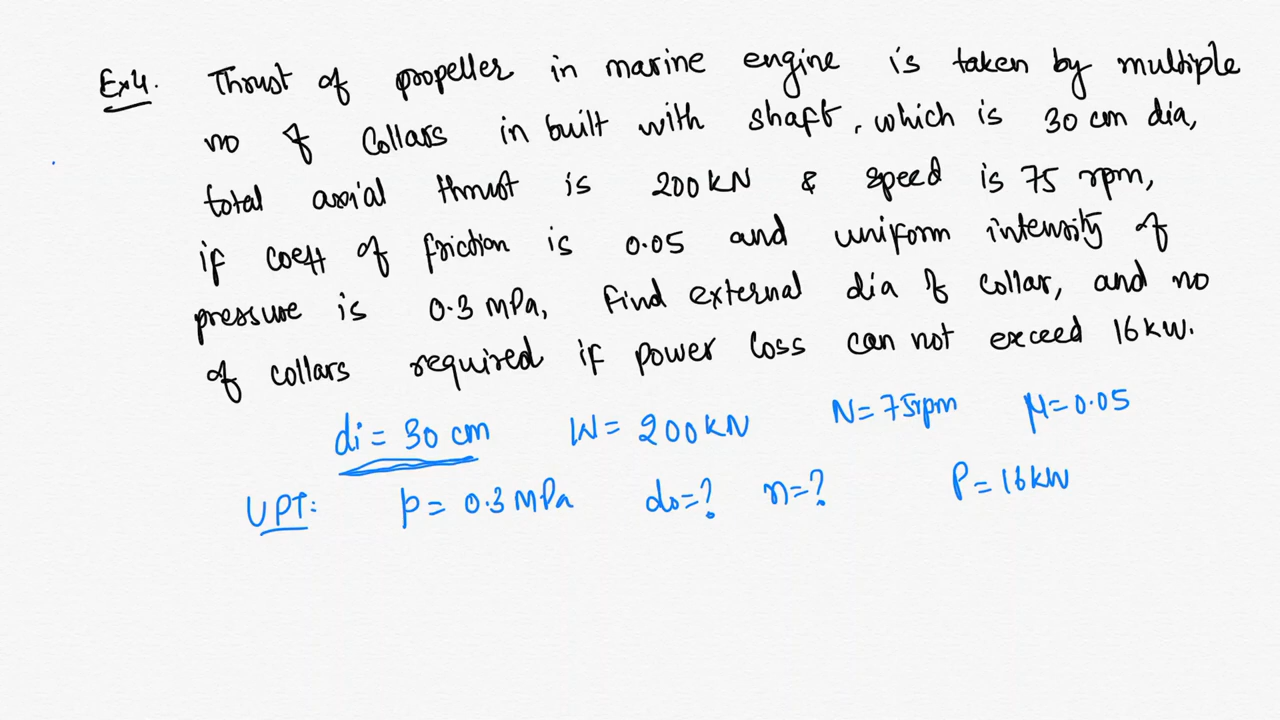 Ex4. Thrust of propeller in marine engine is taken by multiple
no of collars in built with shaft, which is 30 cm dia,
total axial thrust is 200 kN & speed is 75 rpm,
if coeff of friction is 0.05 and uniform intensity of
pressure is 0.3 mPa, find external dia of collar, and no
of collars required if power loss can not exceed 16 kw.
di = 30 cm W = 200 kN N = 75rpm μ = 0.05
UPT: p = 0.3 mPa do = ? n = ? P = 16 kW